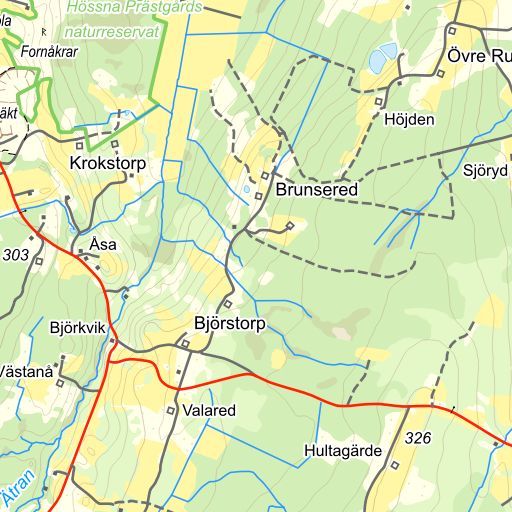 Hössna Prästgårds
naturreservat
Fornåkrar
Övre Ru
Höjden
Krokstorp
Sjöryd
Brunsered
Åsa
303
Björstorp
Björkvik
Västanå
Valared
326
Hultagärde
Ätran